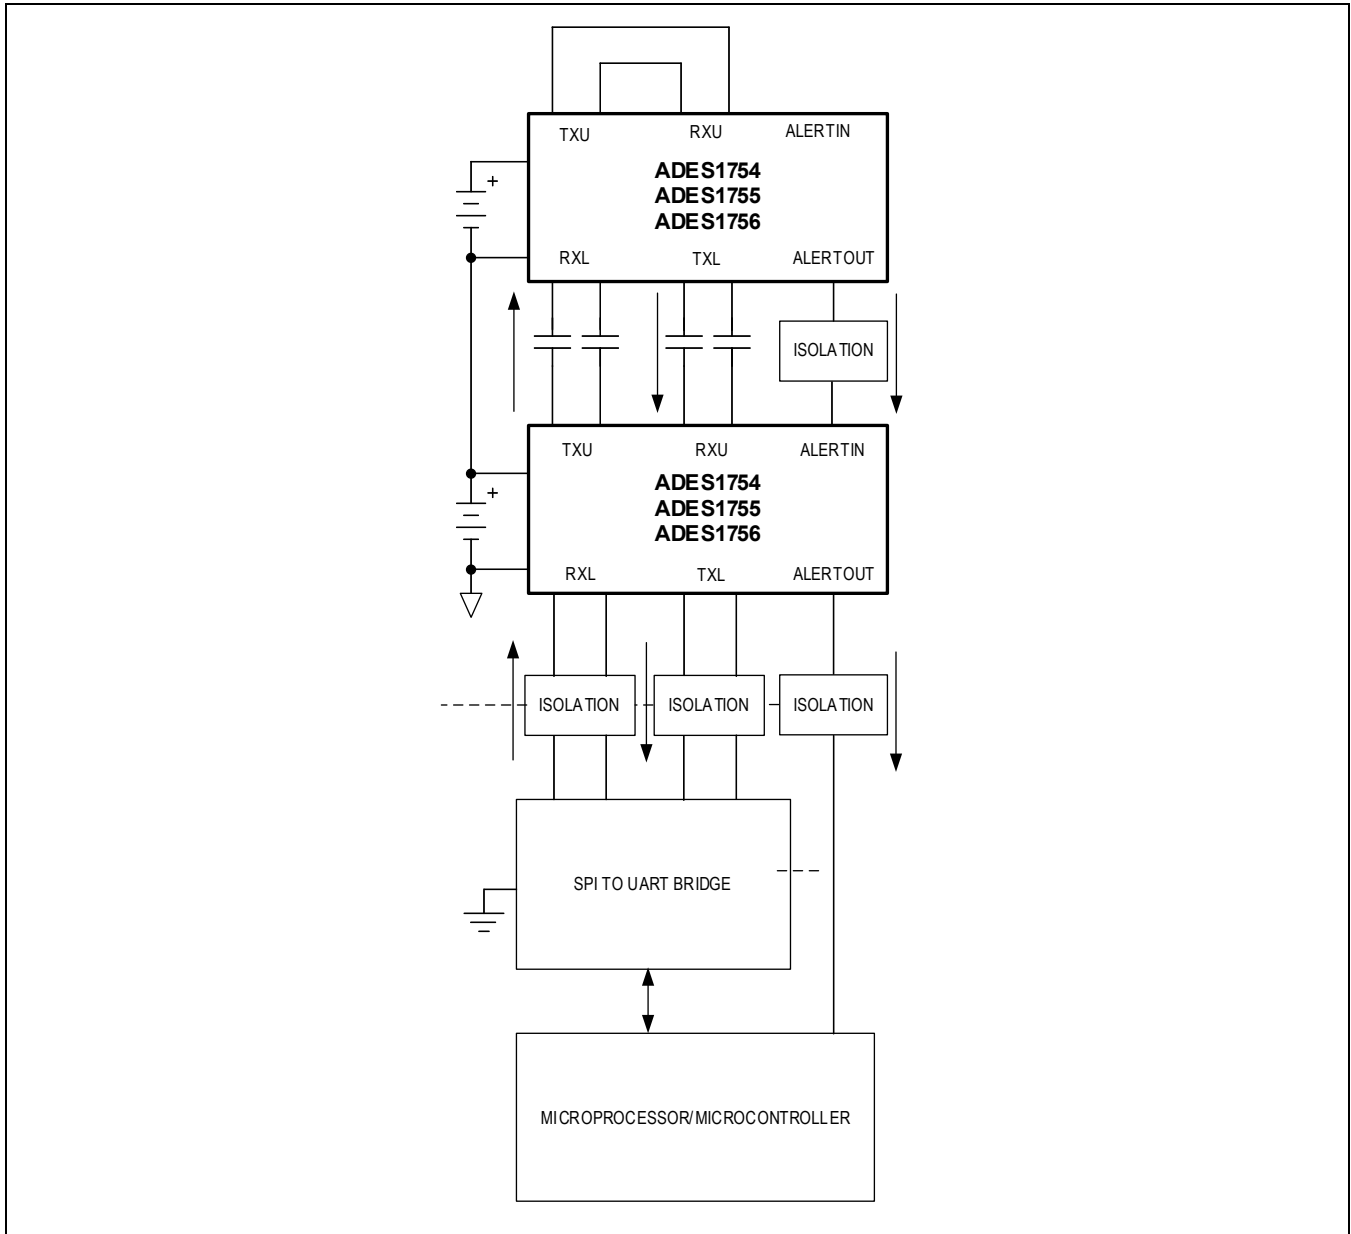 TXU RXU ALERTIN
+
ADES1754
ADES1755
ADES1756
RXL TXL ALERTOUT
ISOLATION
TXU RXU ALERTIN
+
ADES1754
ADES1755
ADES1756
RXL TXL ALERTOUT
ISOLATION ISOLATION ISOLATION
SPI TO UART BRIDGE
MICROPROCESSOR/MICROCONTROLLER